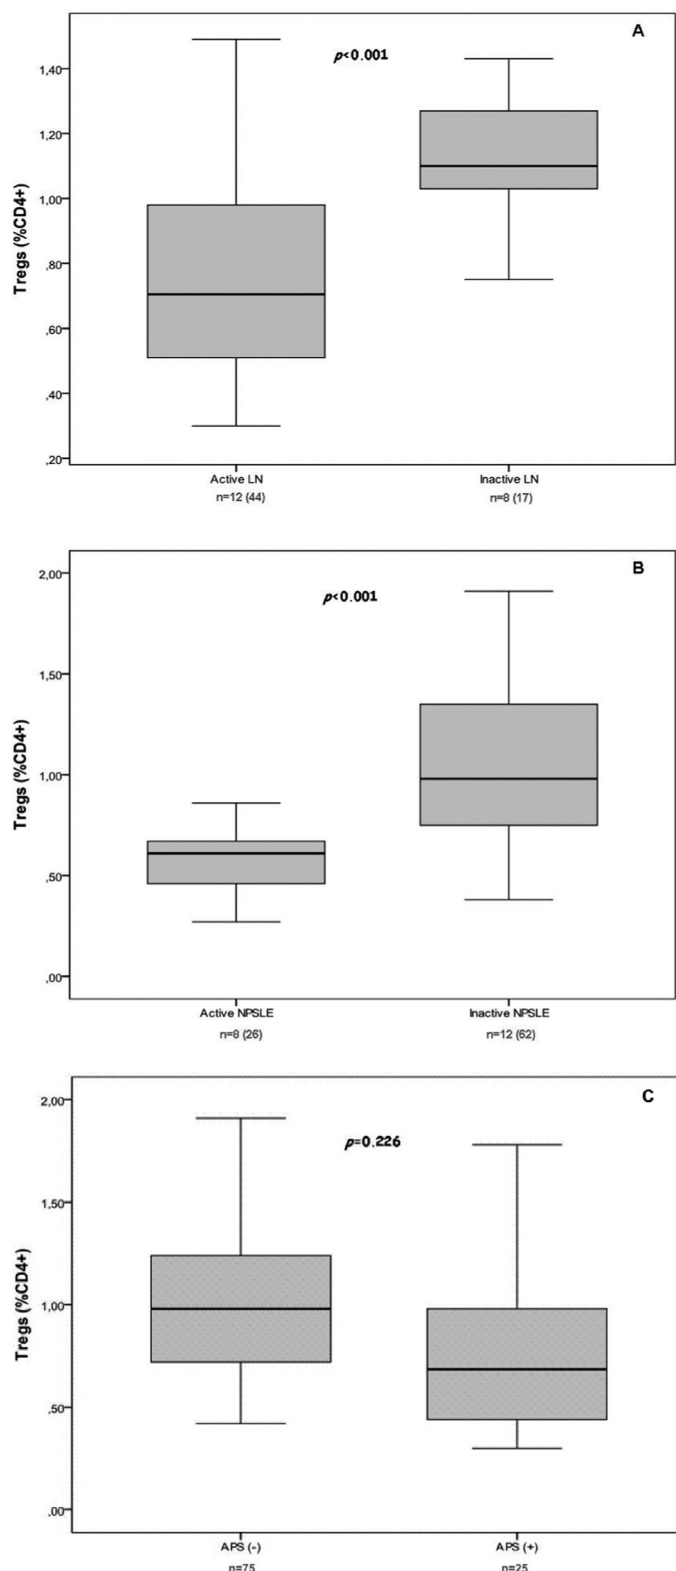 A
p<0.001
1,40
1,20
1,00
,80
,60
,40
,20
Tregs (%CD4+)
Active LN
Inactive LN
n=12 (44)
n=8 (17)
B
p<0.001
2,00
1,50
1,00
,50
,00
Tregs (%CD4+)
Active NPSLE
Inactive NPSLE
n=8 (26)
n=12 (62)
C
p=0.226
2,00
1,50
1,00
,50
,00
Tregs (%CD4+)
APS (-)
APS (+)
n=75
n=25